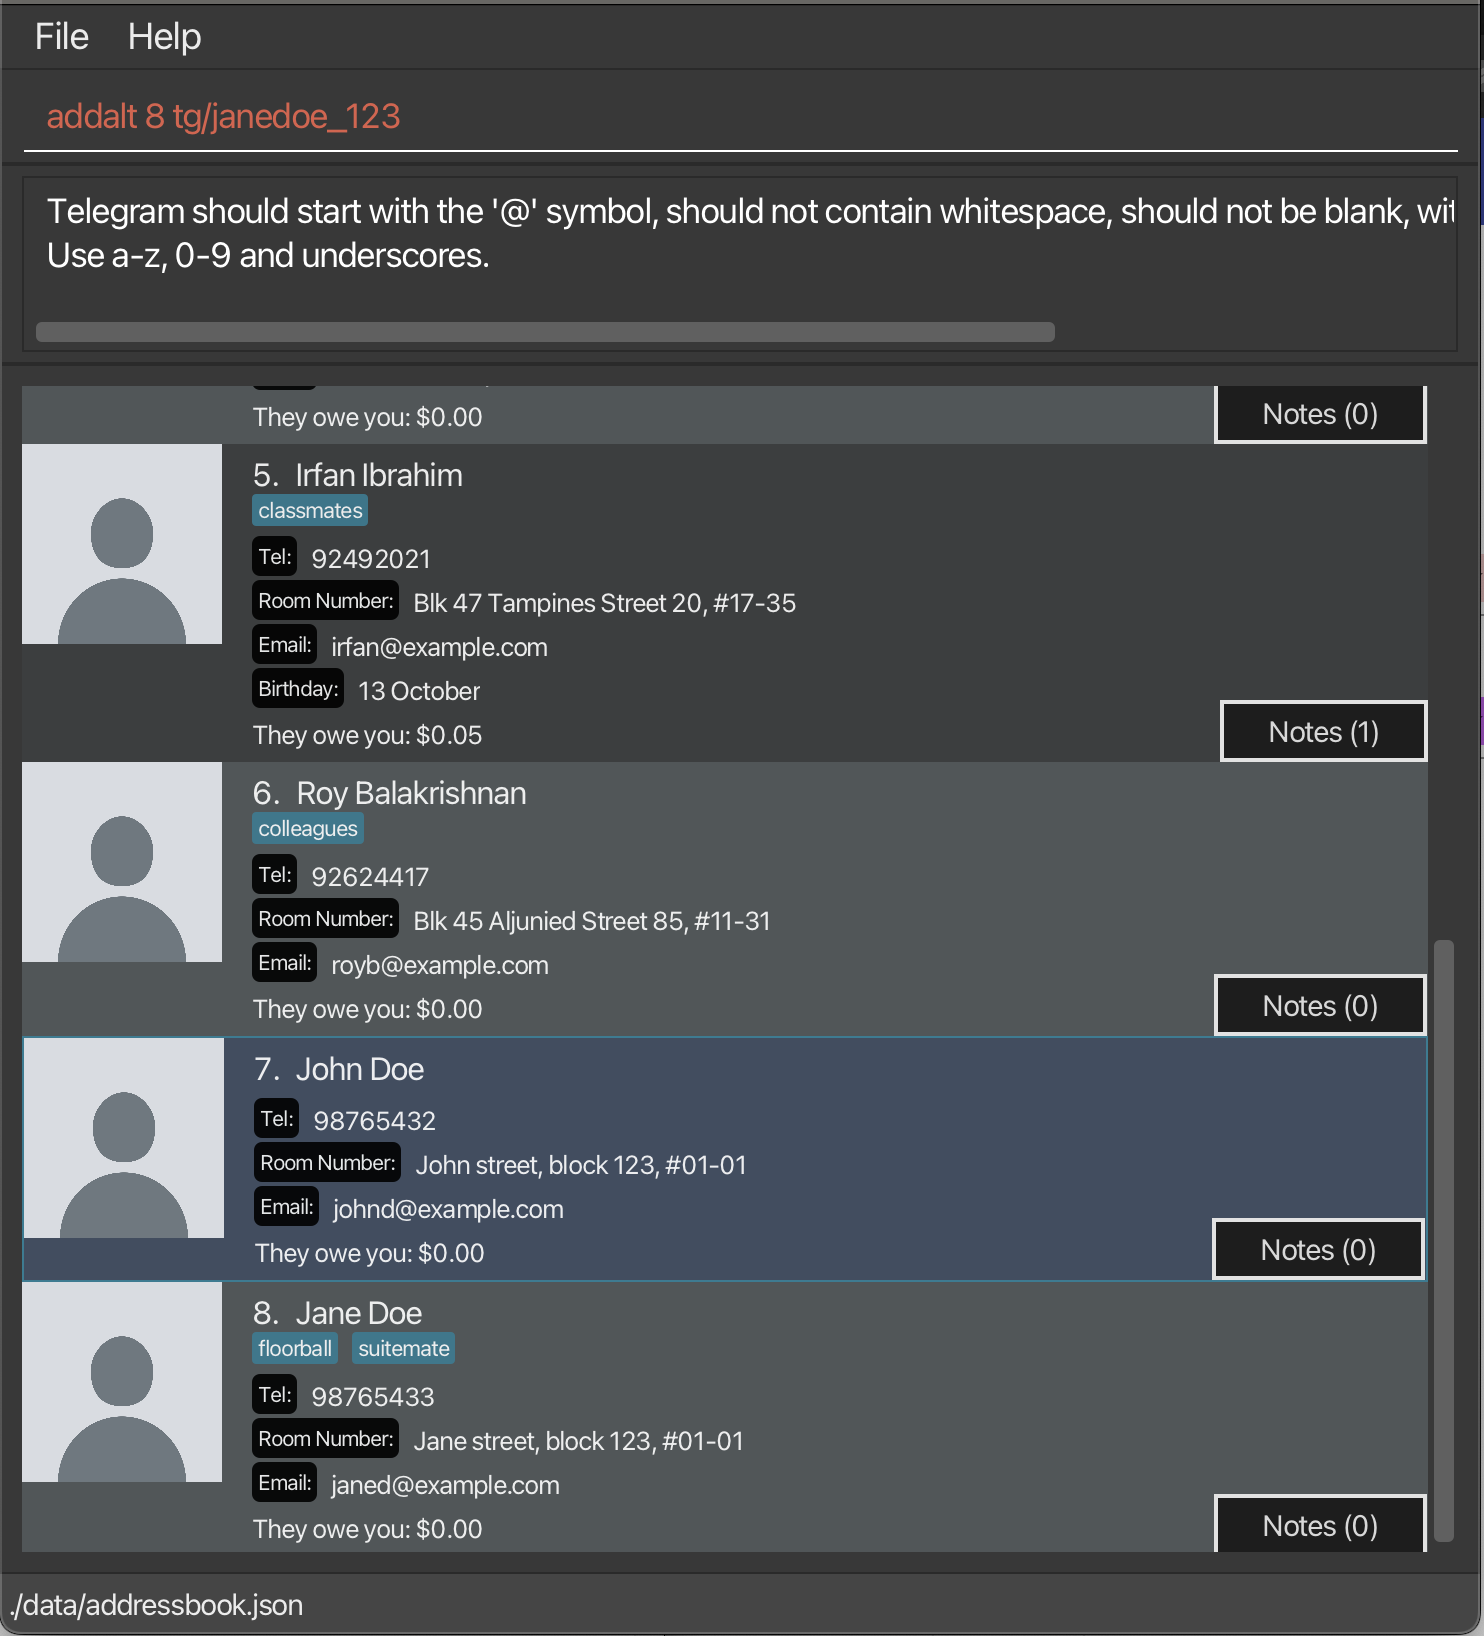 File Help
addalt 8 tg/janedoe_123
Telegram should start with the '@' symbol, should not contain whitespace, should not be blank,
Use a-z, 0-9 and underscores.
They owe you: $0.00
Notes (0)
5. Irfan Ibrahim
classmates
Tel: 92492021
Room Number: Blk 47 Tampines Street 20, #17-35
Email: irfan@example.com
Birthday: 13 October
They owe you: $0.05
Notes (1)
6. Roy Balakrishnan
colleagues
Tel: 92624417
Room Number: Blk 45 Aljunied Street 85, #11-31
Email: royb@example.com
They owe you: $0.00
Notes (0)
7. John Doe
Tel: 98765432
Room Number: John street, block 123, #01-01
Email: johnd@example.com
They owe you: $0.00
Notes (0)
8. Jane Doe
floorball suitemate
Tel: 98765433
Room Number: Jane street, block 123, #01-01
Email: janed@example.com
They owe you: $0.00
Notes (0)
./data/addressbook.json